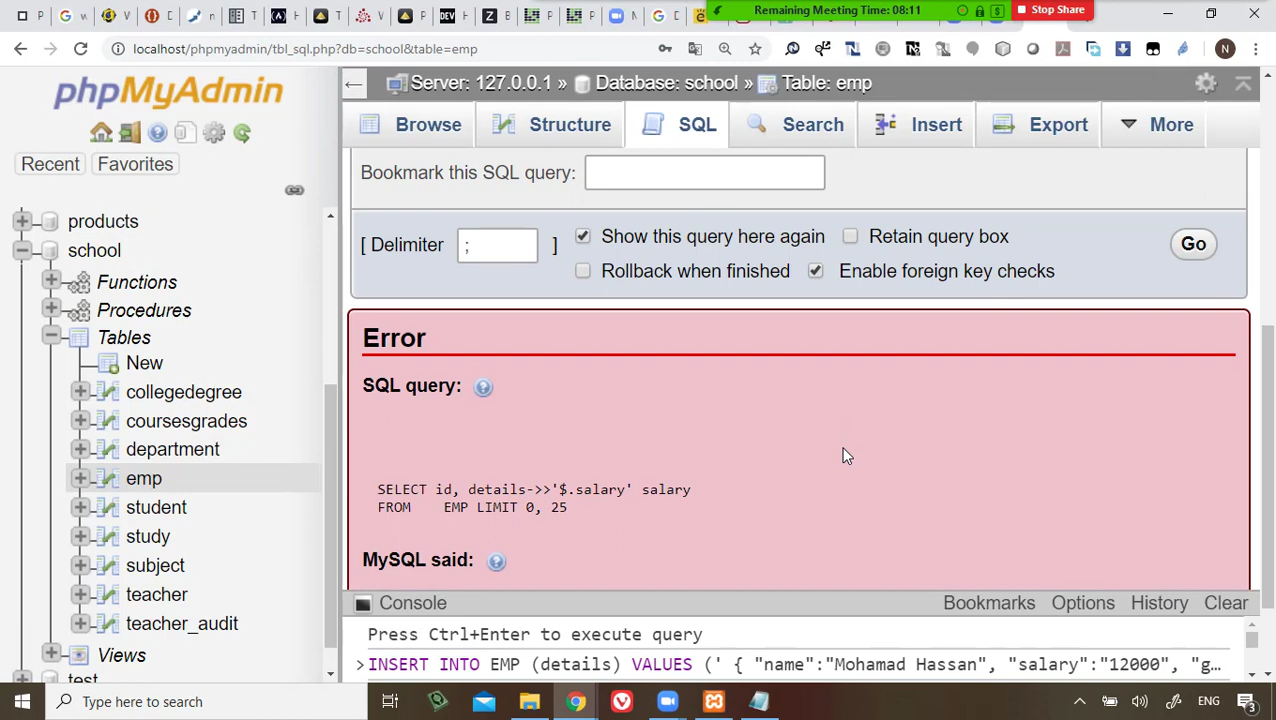 Remaining Meeting Time: 08:11
Stop Share
localhost/phpmyadmin/tbl_sql.php?db=school&table=emp
N
phpMyAdmin
Recent
Favorites
products
school
Functions
Procedures
Tables
New
collegedegree
coursesgrades
department
emp
student
study
subject
teacher
teacher_audit
Views
test
Server: 127.0.0.1 » Database: school » Table: emp
Browse
Structure
SQL
Search
Insert
Export
More
Bookmark this SQL query:
[ Delimiter ; ]
Show this query here again
Retain query box
Go
Rollback when finished
Enable foreign key checks
Error
SQL query:
SELECT id, details->>'$.salary' salary
FROM EMP LIMIT 0, 25
MySQL said:
Console
Bookmarks
Options
History
Clear
Press Ctrl+Enter to execute query
>INSERT INTO EMP (details) VALUES (' { "name":"Mohamad Hassan", "salary":"12000", "g…
Type here to search
ENG
3